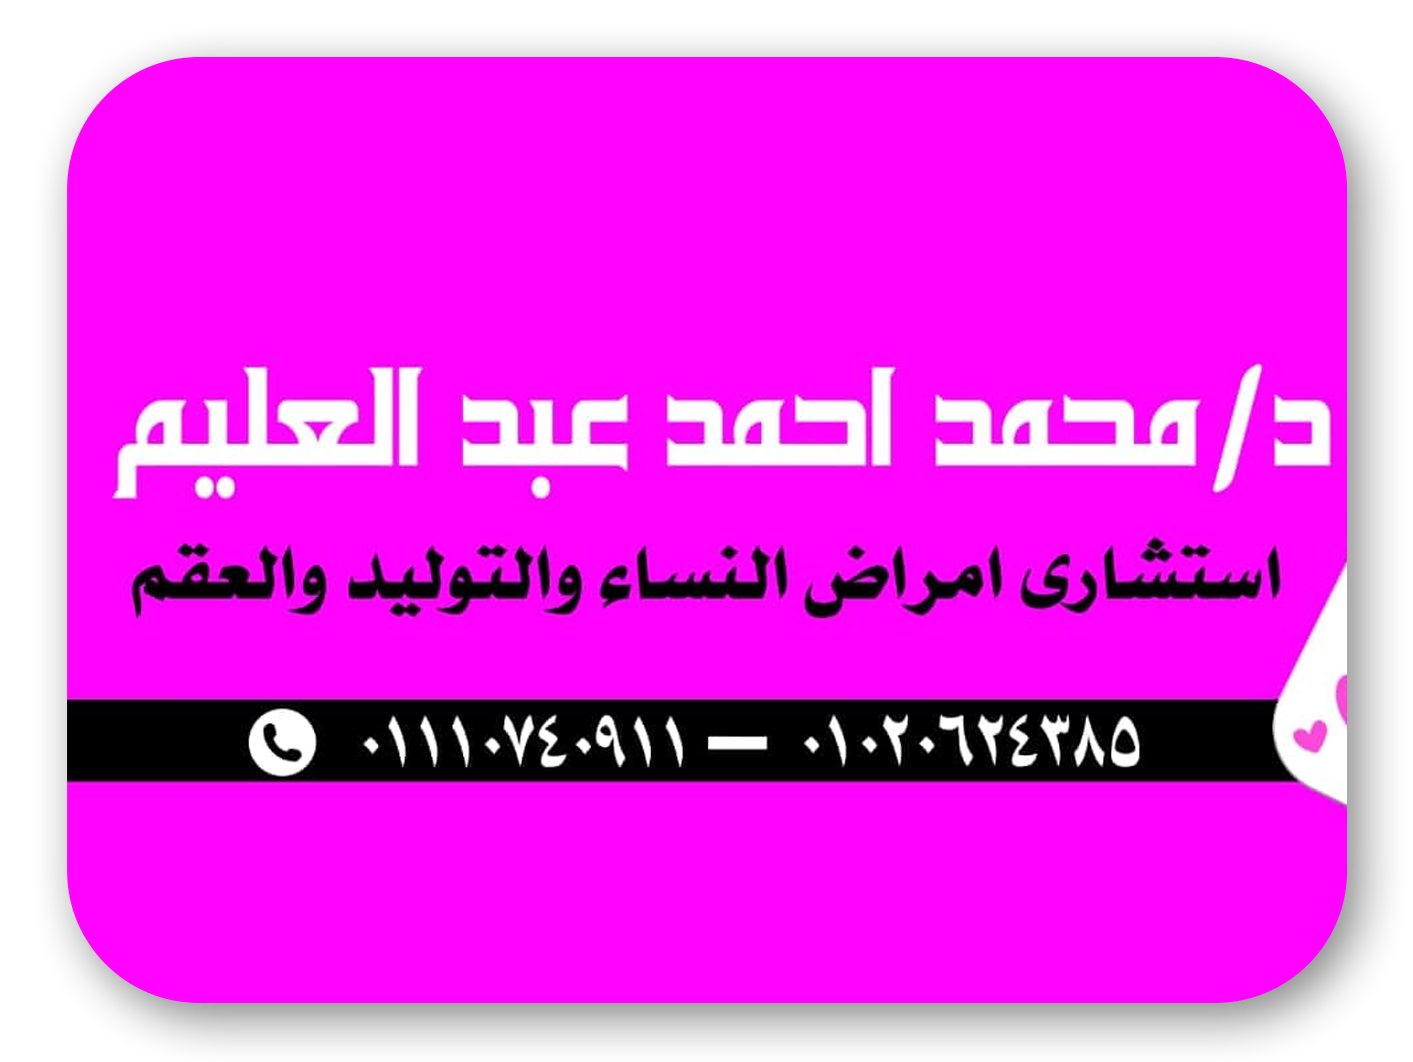 د/محمد احمد عبد العليم
استشارى امراض النساء والتوليد والعقم
٠١١١٠٧٤٠٩١١ — ٠١٠٢٠٦٢٤٣٨٥